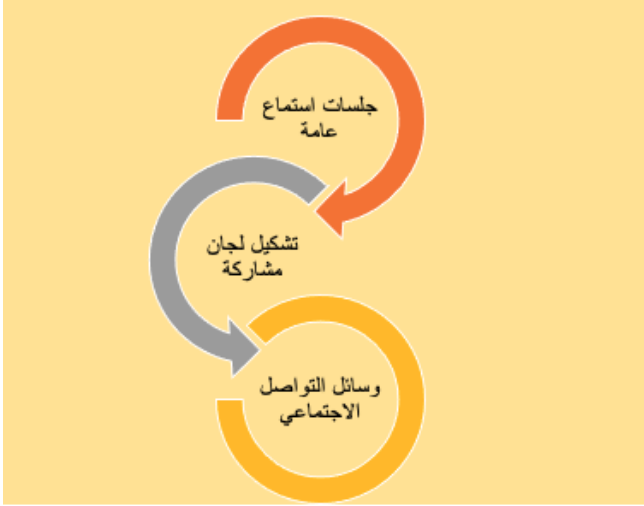 جلسات استماع
عامة
تشكيل لجان
مشاركة
وسائل التواصل
الاجتماعي